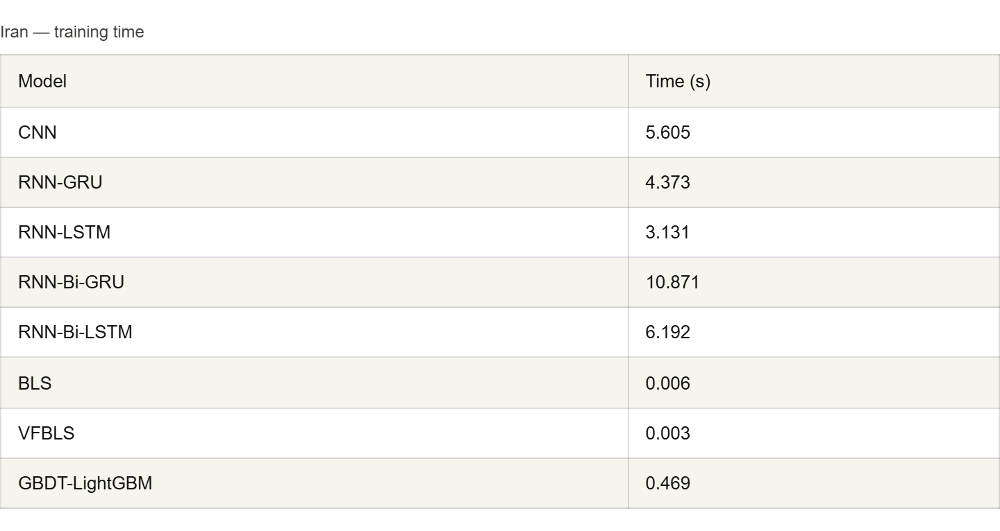 Iran — training time
Model Time (s)
CNN 5.605
RNN-GRU 4.373
RNN-LSTM 3.131
RNN-Bi-GRU 10.871
RNN-Bi-LSTM 6.192
BLS 0.006
VFBLS 0.003
GBDT-LightGBM 0.469